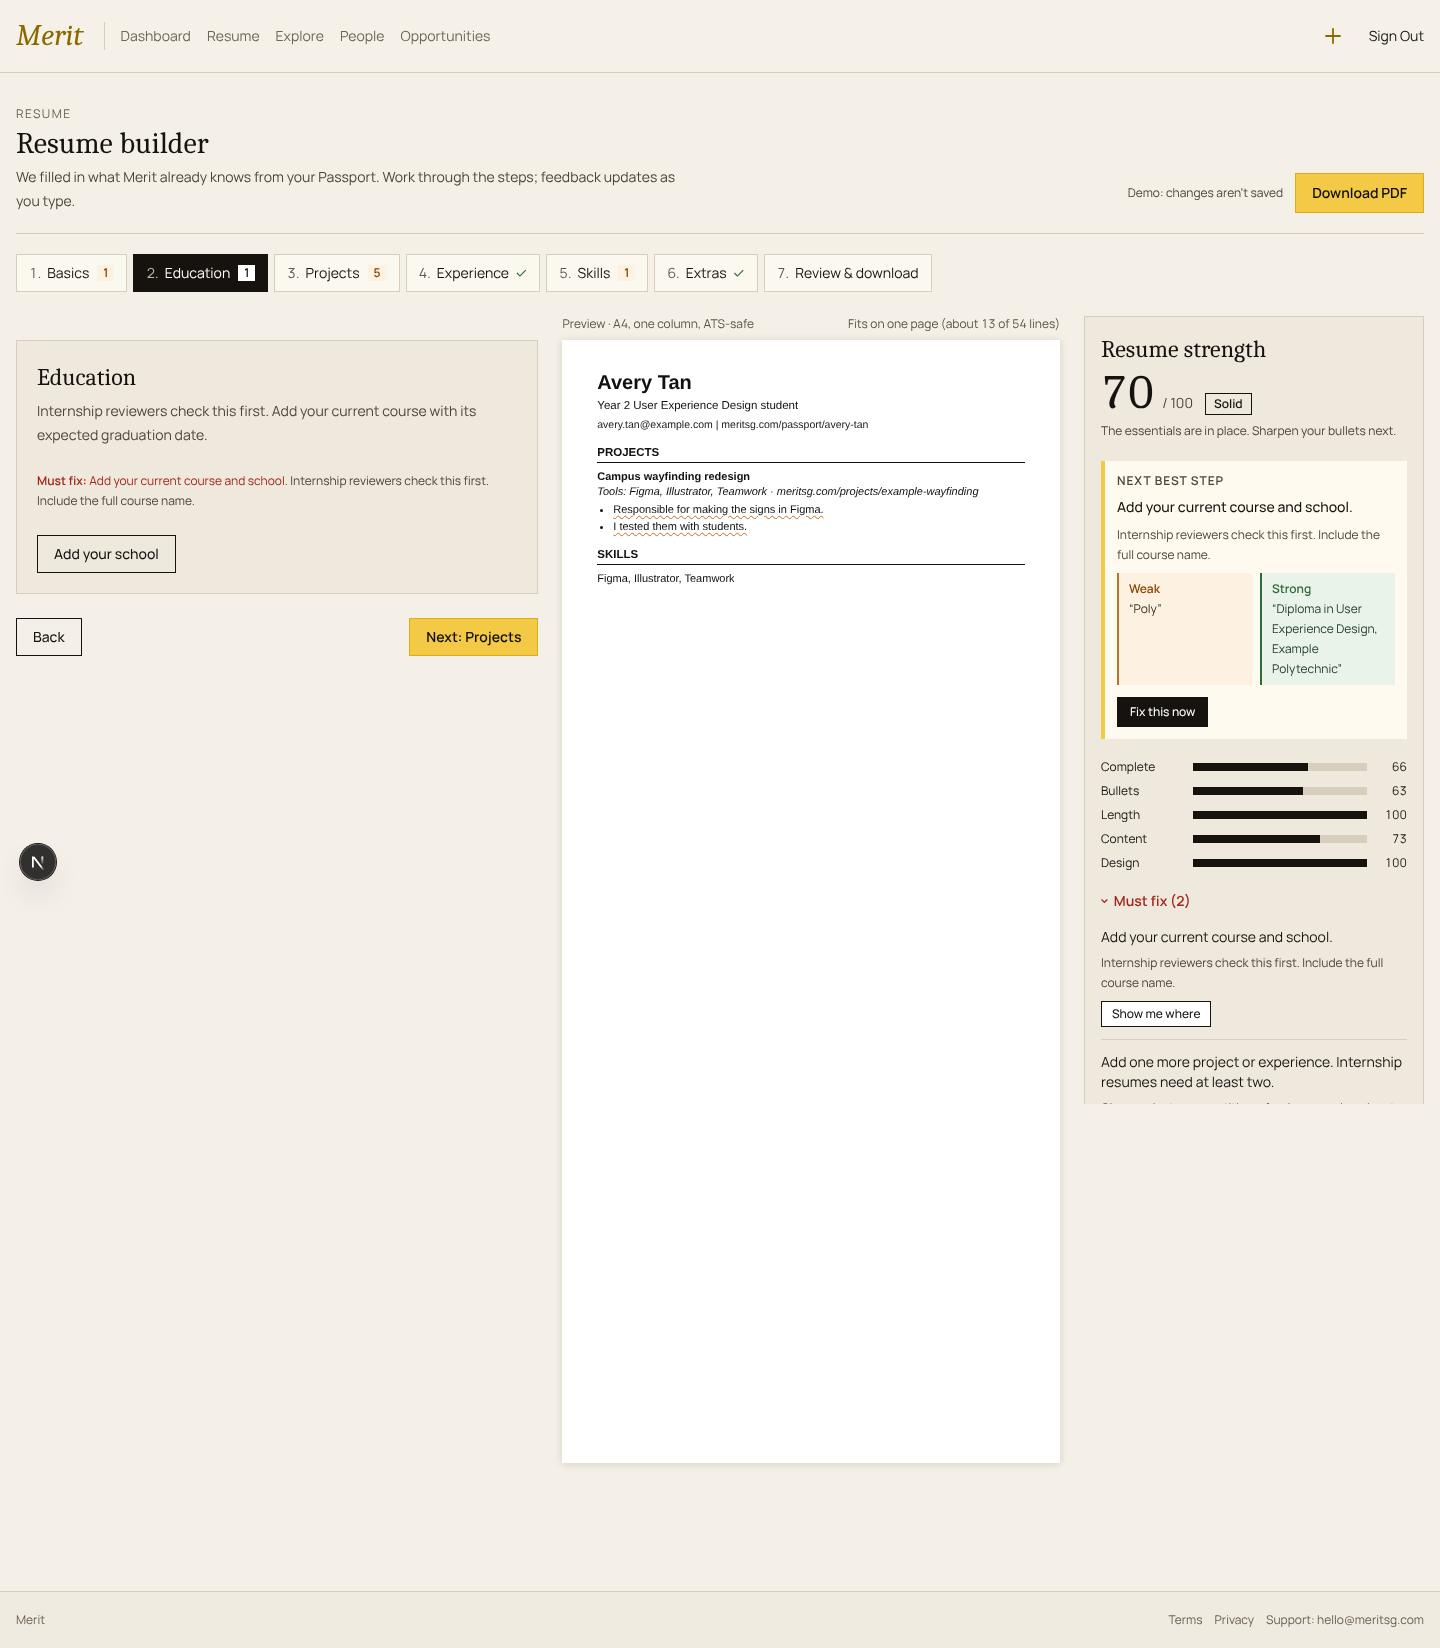 Merit
Dashboard Resume Explore People Opportunities
Sign Out
RESUME
Resume builder
We filled in what Merit already knows from your Passport. Work through the steps; feedback updates as
you type.
Demo: changes aren't saved
Download PDF
1. Basics 1
2. Education 1
3. Projects 5
4. Experience ✓
5. Skills 1
6. Extras ✓
7. Review & download
Education
Internship reviewers check this first. Add your current course with its
expected graduation date.
Must fix: Add your current course and school. Internship reviewers check this first.
Include the full course name.
Add your school
Back
Next: Projects
Preview · A4, one column, ATS-safe
Fits on one page (about 13 of 54 lines)
Avery Tan
Year 2 User Experience Design student
avery.tan@example.com | meritsg.com/passport/avery-tan
PROJECTS
Campus wayfinding redesign
Tools: Figma, Illustrator, Teamwork · meritsg.com/projects/example-wayfinding
• Responsible for making the signs in Figma.
• I tested them with students.
SKILLS
Figma, Illustrator, Teamwork
Resume strength
70 / 100 Solid
The essentials are in place. Sharpen your bullets next.
NEXT BEST STEP
Add your current course and school.
Internship reviewers check this first. Include the
full course name.
Weak
“Poly”
Strong
“Diploma in User
Experience Design,
Example
Polytechnic”
Fix this now
Complete 66
Bullets 63
Length 100
Content 73
Design 100
Must fix (2)
Add your current course and school.
Internship reviewers check this first. Include the full
course name.
Show me where
Add one more project or experience. Internship
resumes need at least two.
N
Merit
Terms Privacy Support: hello@meritsg.com